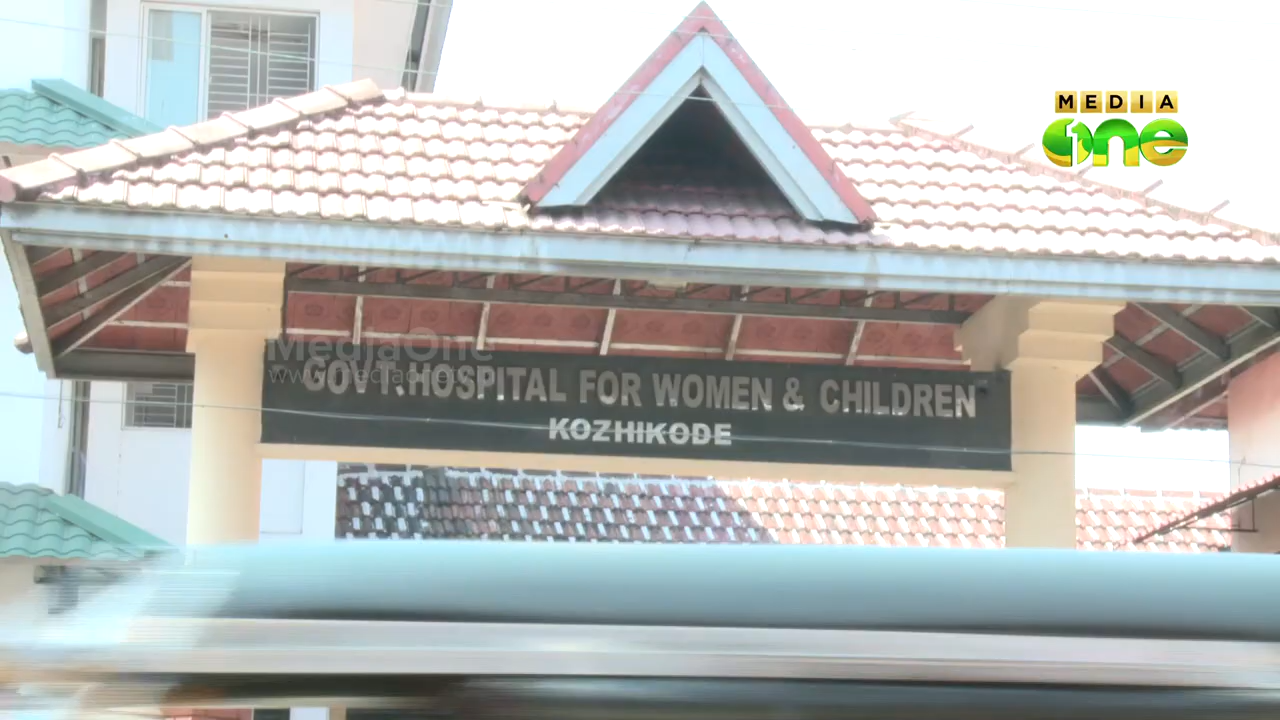 MEDIA
one
MediaOne
GOVT.HOSPITAL FOR WOMEN & CHILDREN
KOZHIKODE